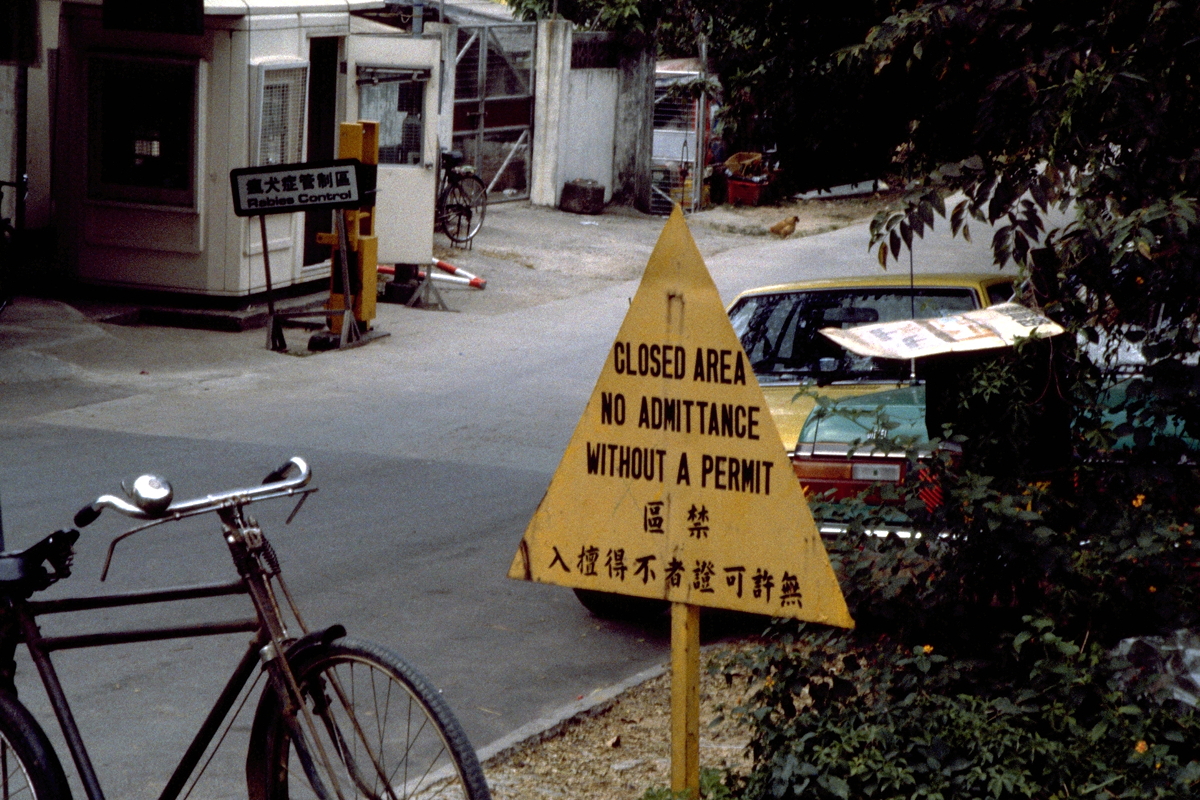 瘋犬症管制區
Rabies Control
CLOSED AREA
NO ADMITTANCE
WITHOUT A PERMIT
區禁
入擅得不者證可許無